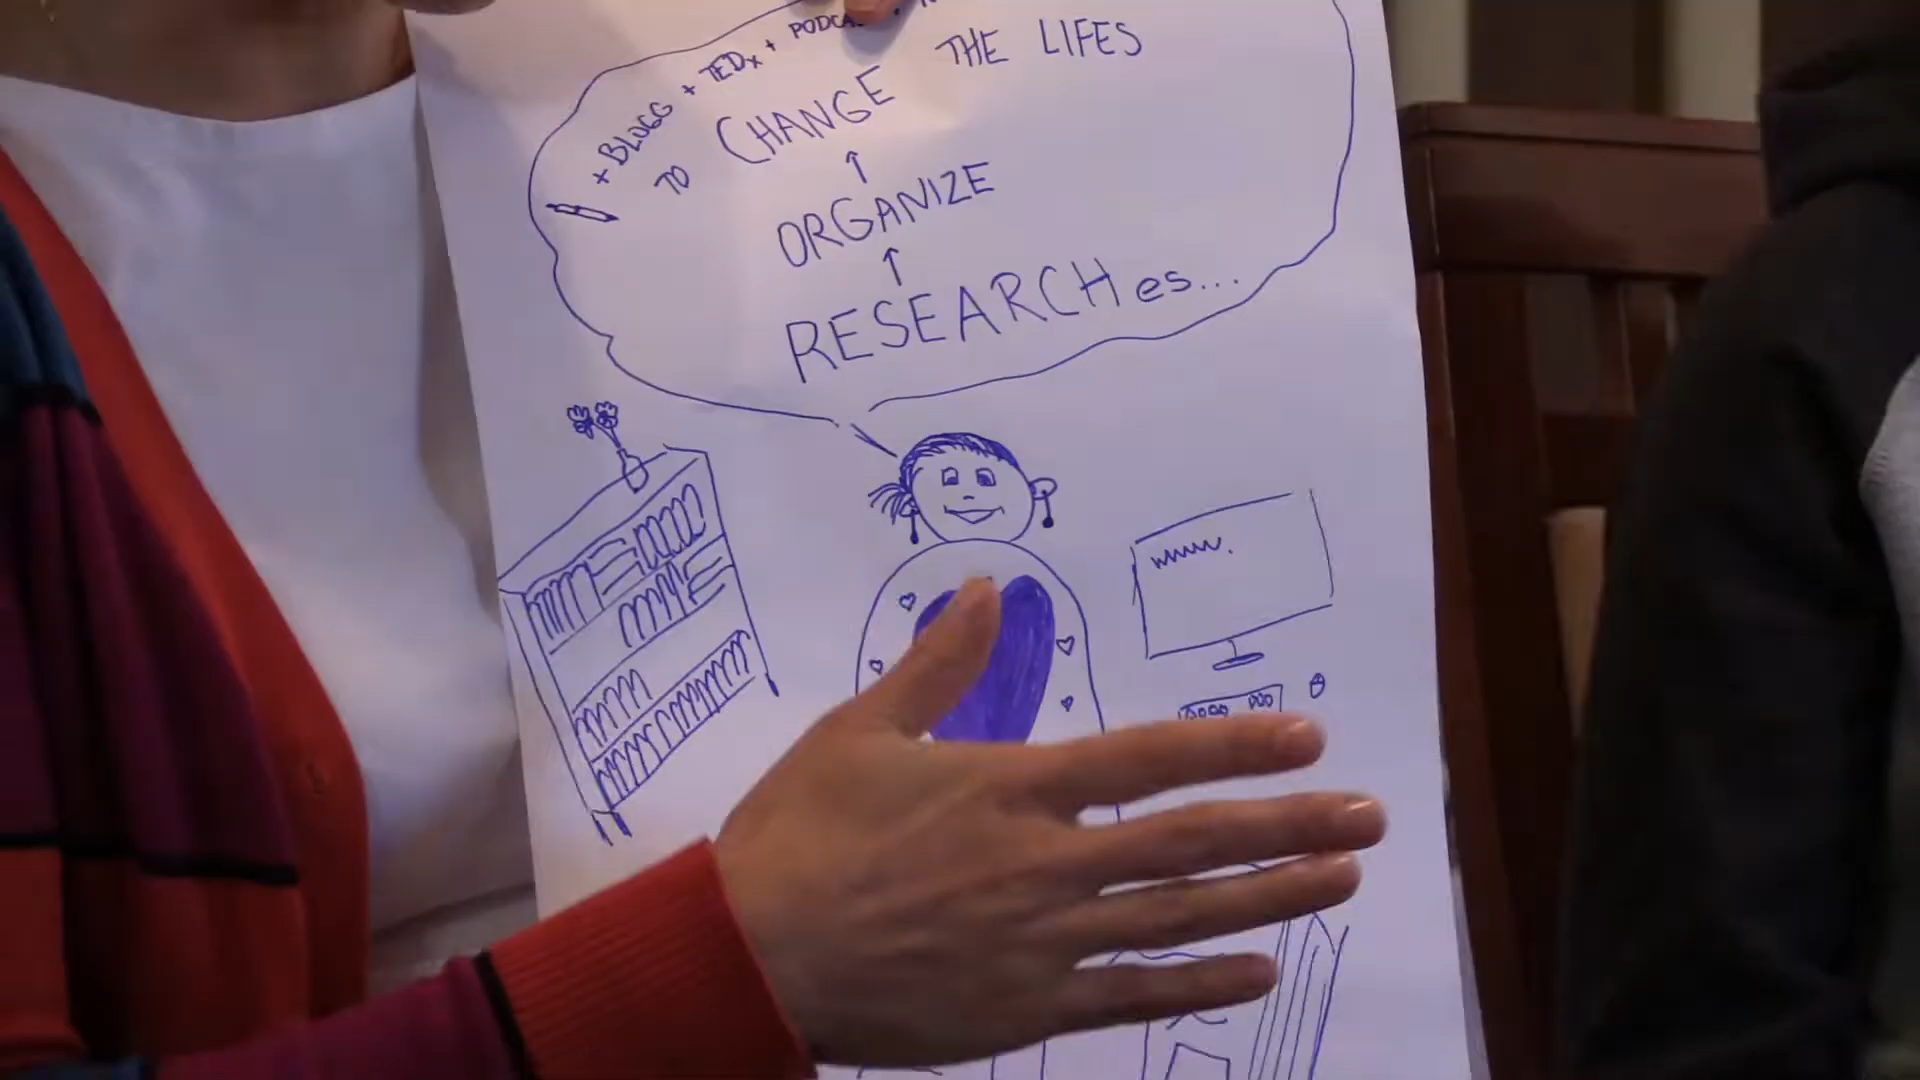 + BLOGG + TEDx + PODCA
TO CHANGE THE LIFES
ORGANIZE
RESEARCHes...
www.